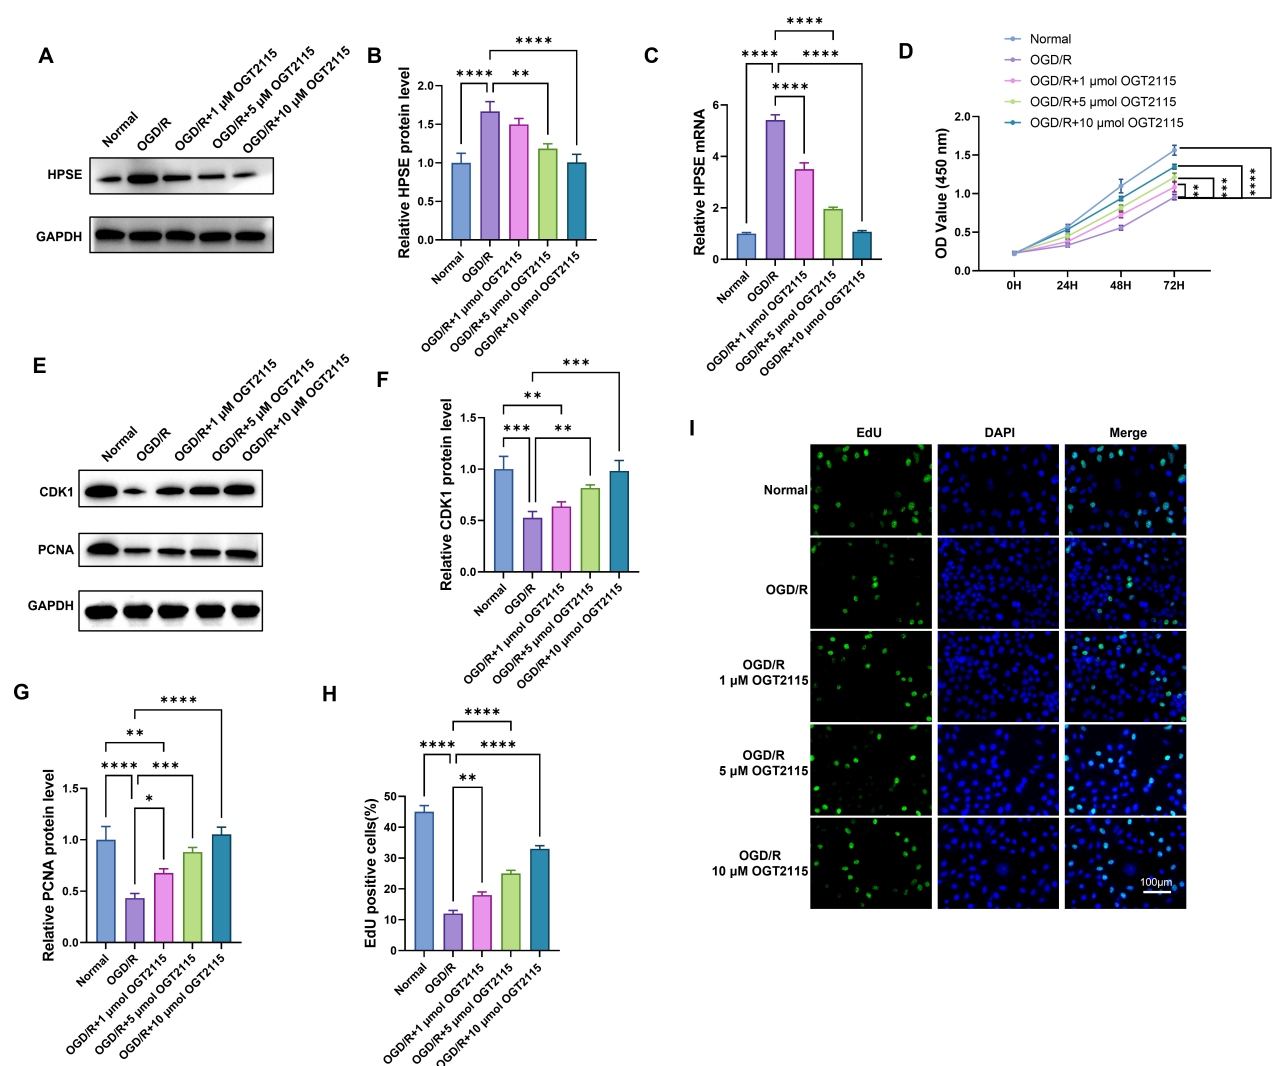 A
Normal
OGD/R
OGD/R+1 μM OGT2115
OGD/R+5 μM OGT2115
OGD/R+10 μM OGT2115
HPSE
GAPDH
B
****
**** **
Relative HPSE protein level
2.0
1.5
1.0
0.5
0.0
Normal
OGD/R
OGD/R+1 μmol OGT2115
OGD/R+5 μmol OGT2115
OGD/R+10 μmol OGT2115
C
****
**** ****
****
Relative HPSE mRNA
6
4
2
0
Normal
OGD/R
OGD/R+1 μmol OGT2115
OGD/R+5 μmol OGT2115
OGD/R+10 μmol OGT2115
D
Normal
OGD/R
OGD/R+1 μmol OGT2115
OGD/R+5 μmol OGT2115
OGD/R+10 μmol OGT2115
OD Value (450 nm)
2.0
1.5
1.0
0.5
0.0
0H 24H 48H 72H
**
***
****
E
Normal
OGD/R
OGD/R+1 μM OGT2115
OGD/R+5 μM OGT2115
OGD/R+10 μM OGT2115
CDK1
PCNA
GAPDH
F
***
**
*** **
Relative CDK1 protein level
1.5
1.0
0.5
0.0
Normal
OGD/R
OGD/R+1 μmol OGT2115
OGD/R+5 μmol OGT2115
OGD/R+10 μmol OGT2115
G
****
**
**** ***
*
Relative PCNA protein level
1.5
1.0
0.5
0.0
Normal
OGD/R
OGD/R+1 μmol OGT2115
OGD/R+5 μmol OGT2115
OGD/R+10 μmol OGT2115
H
****
**** ****
**
EdU positive cells(%)
50
40
30
20
10
0
Normal
OGD/R
OGD/R+1 μmol OGT2115
OGD/R+5 μmol OGT2115
OGD/R+10 μmol OGT2115
I
EdU DAPI Merge
Normal
OGD/R
OGD/R
1 μM OGT2115
OGD/R
5 μM OGT2115
OGD/R
10 μM OGT2115
100μm